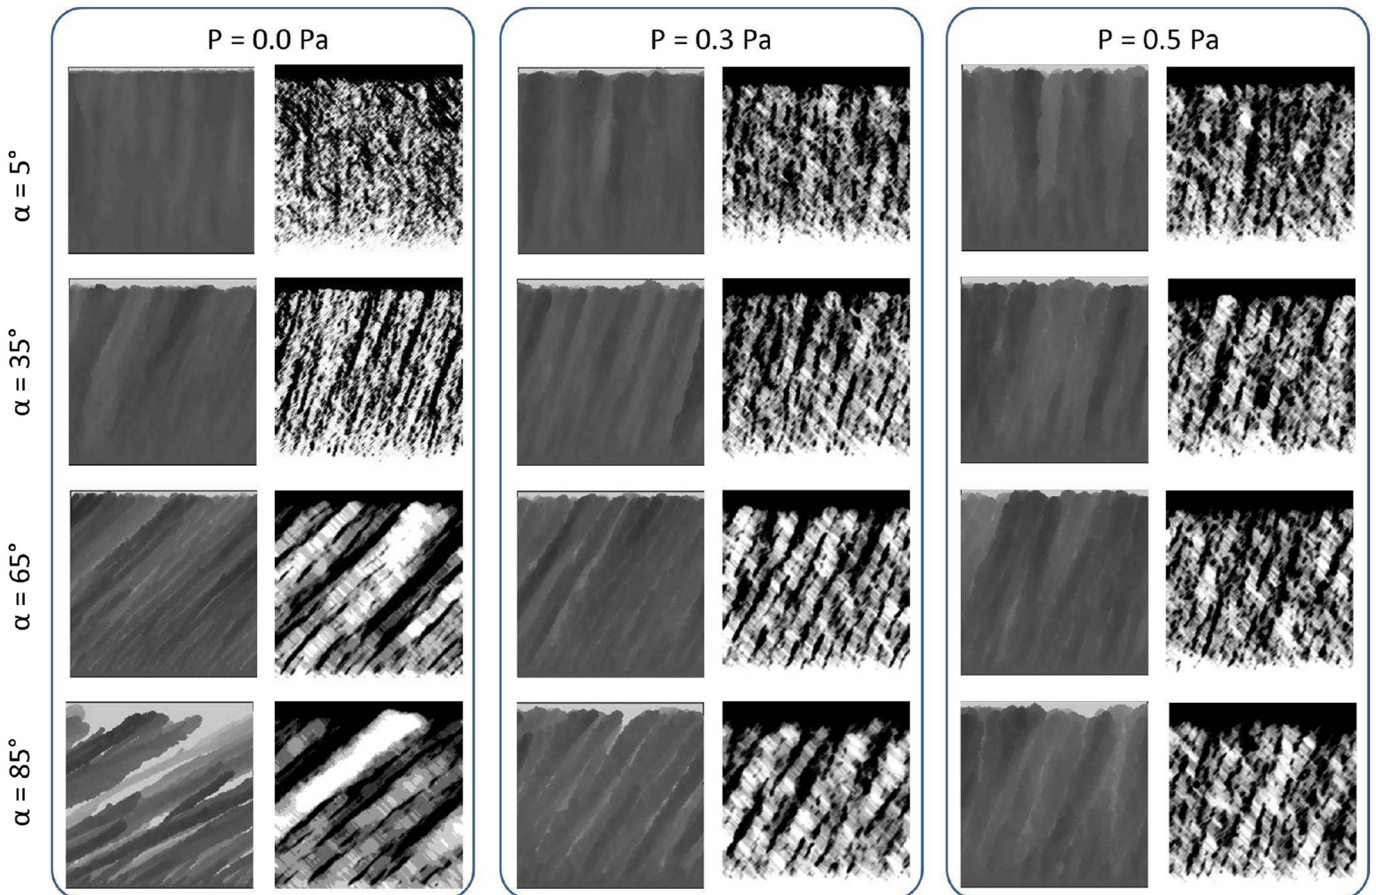 P = 0.0 Pa
P = 0.3 Pa
P = 0.5 Pa
α = 5°
α = 35°
α = 65°
α = 85°